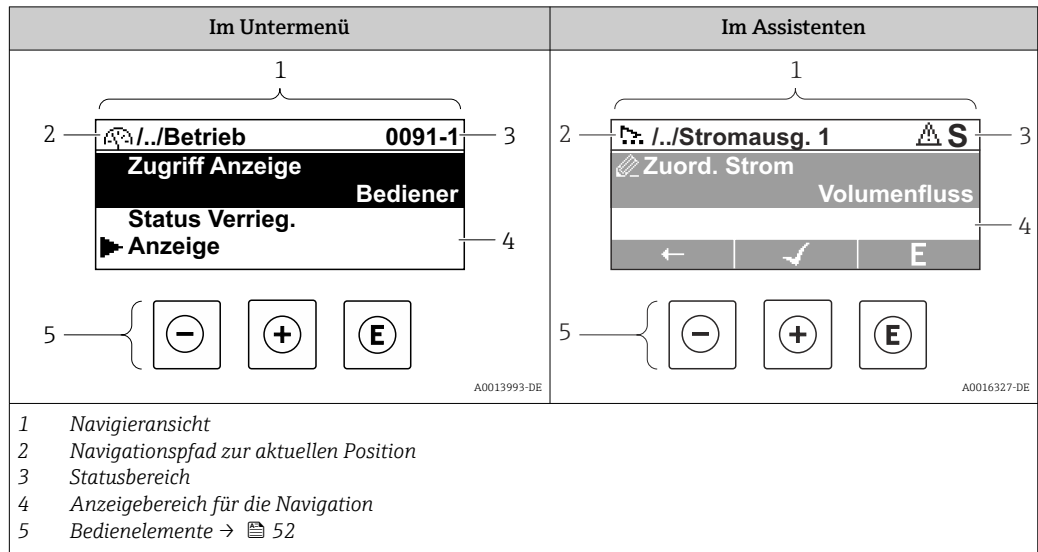 Im Untermenü
Im Assistenten
1
2
/../Betrieb 0091-1
3
Zugriff Anzeige
Bediener
Status Verrieg.
Anzeige
4
5
- + E
A0013993-DE
1
2
/../Stromausg. 1 S
3
Zuord. Strom
Volumenfluss
4
← ✓ E
5
- + E
A0016327-DE
1 Navigieransicht
2 Navigationspfad zur aktuellen Position
3 Statusbereich
4 Anzeigebereich für die Navigation
5 Bedienelemente → 52